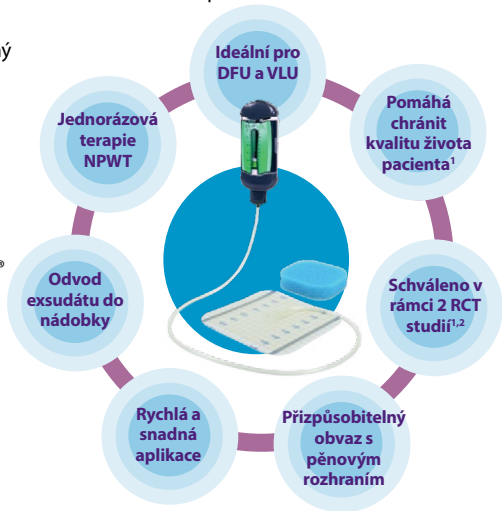 ný
Ideální pro
DFU a VLU
Pomáhá
chránit
kvalitu života
pacienta¹
Schváleno v
rámci 2 RCT
studií¹,²
Přizpůsobitelný
obvaz s
pěnovým
rozhraním
Rychlá a
snadná
aplikace
Odvod
exsudátu do
nádobky
®
Jednorázová
terapie
NPWT